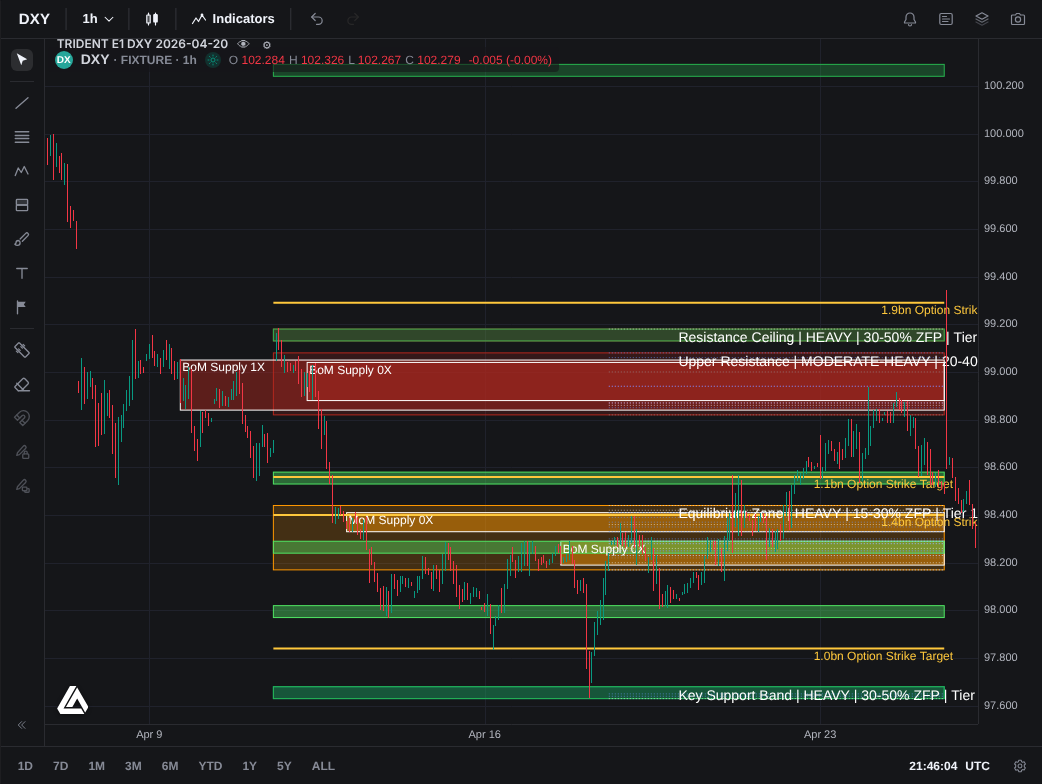 DXY 1h Indicators
TRIDENT E1 DXY 2026-04-20
DX DXY · FIXTURE · 1h O 102.284 H 102.326 L 102.267 C 102.279 -0.005 (-0.00%)
100.200
100.000
99.800
99.600
99.400
1.9bn Option Strik
99.200
Resistance Ceiling | HEAVY | 30-50% ZFP | Tier
Upper Resistance | MODERATE-HEAVY | 20-40
BoM Supply 1X
BoM Supply 0X
99.000
98.800
98.600
1.1bn Option Strike Target
98.400
Equilibrium Zone | HEAVY | 15-30% ZFP | Tier 1
MoM Supply 0X
1.4bn Option Strik
BoM Supply 0X
98.200
98.000
97.800
1.0bn Option Strike Target
Key Support Band | HEAVY | 30-50% ZFP | Tier
97.600
Apr 9 Apr 16 Apr 23
1D 7D 1M 3M 6M YTD 1Y 5Y ALL 21:46:04 UTC